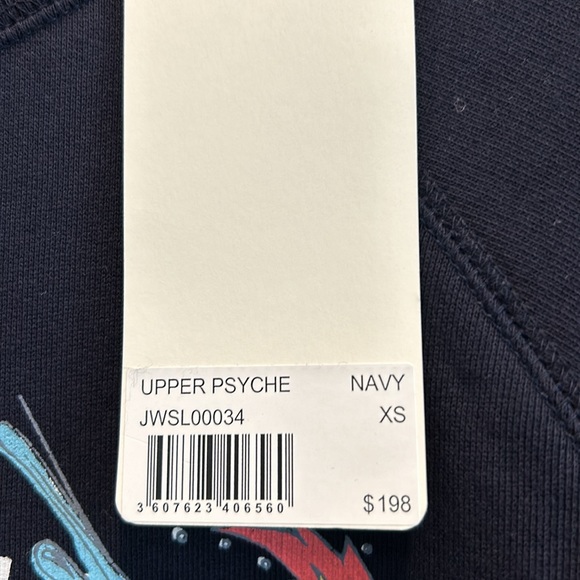 UPPER PSYCHE NAVY
JWSL00034 XS
3 607623 406560
$198